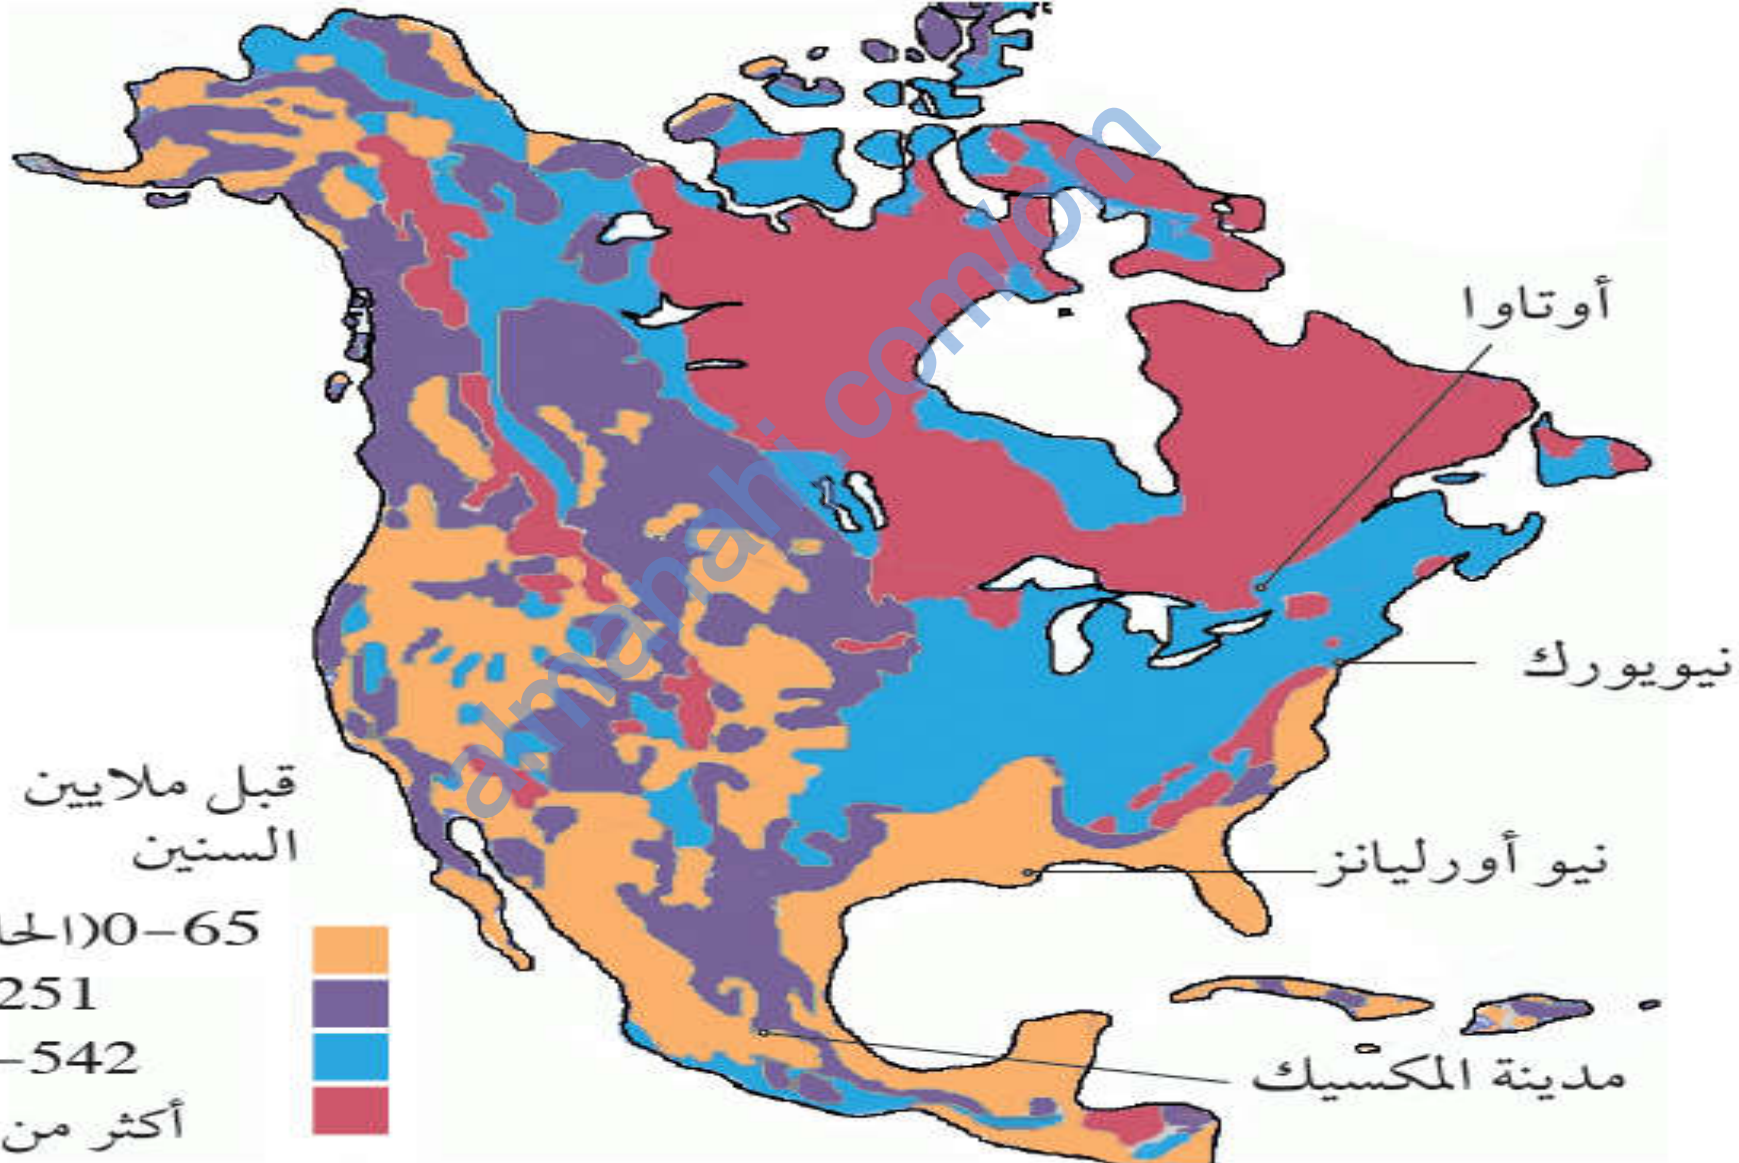 أوتاوا
نيويورك
نيو أورليانز
مدينة المكسيك
قبل ملايين
السنين
0–65
251
–542
أكثر من
almanahj.com/om